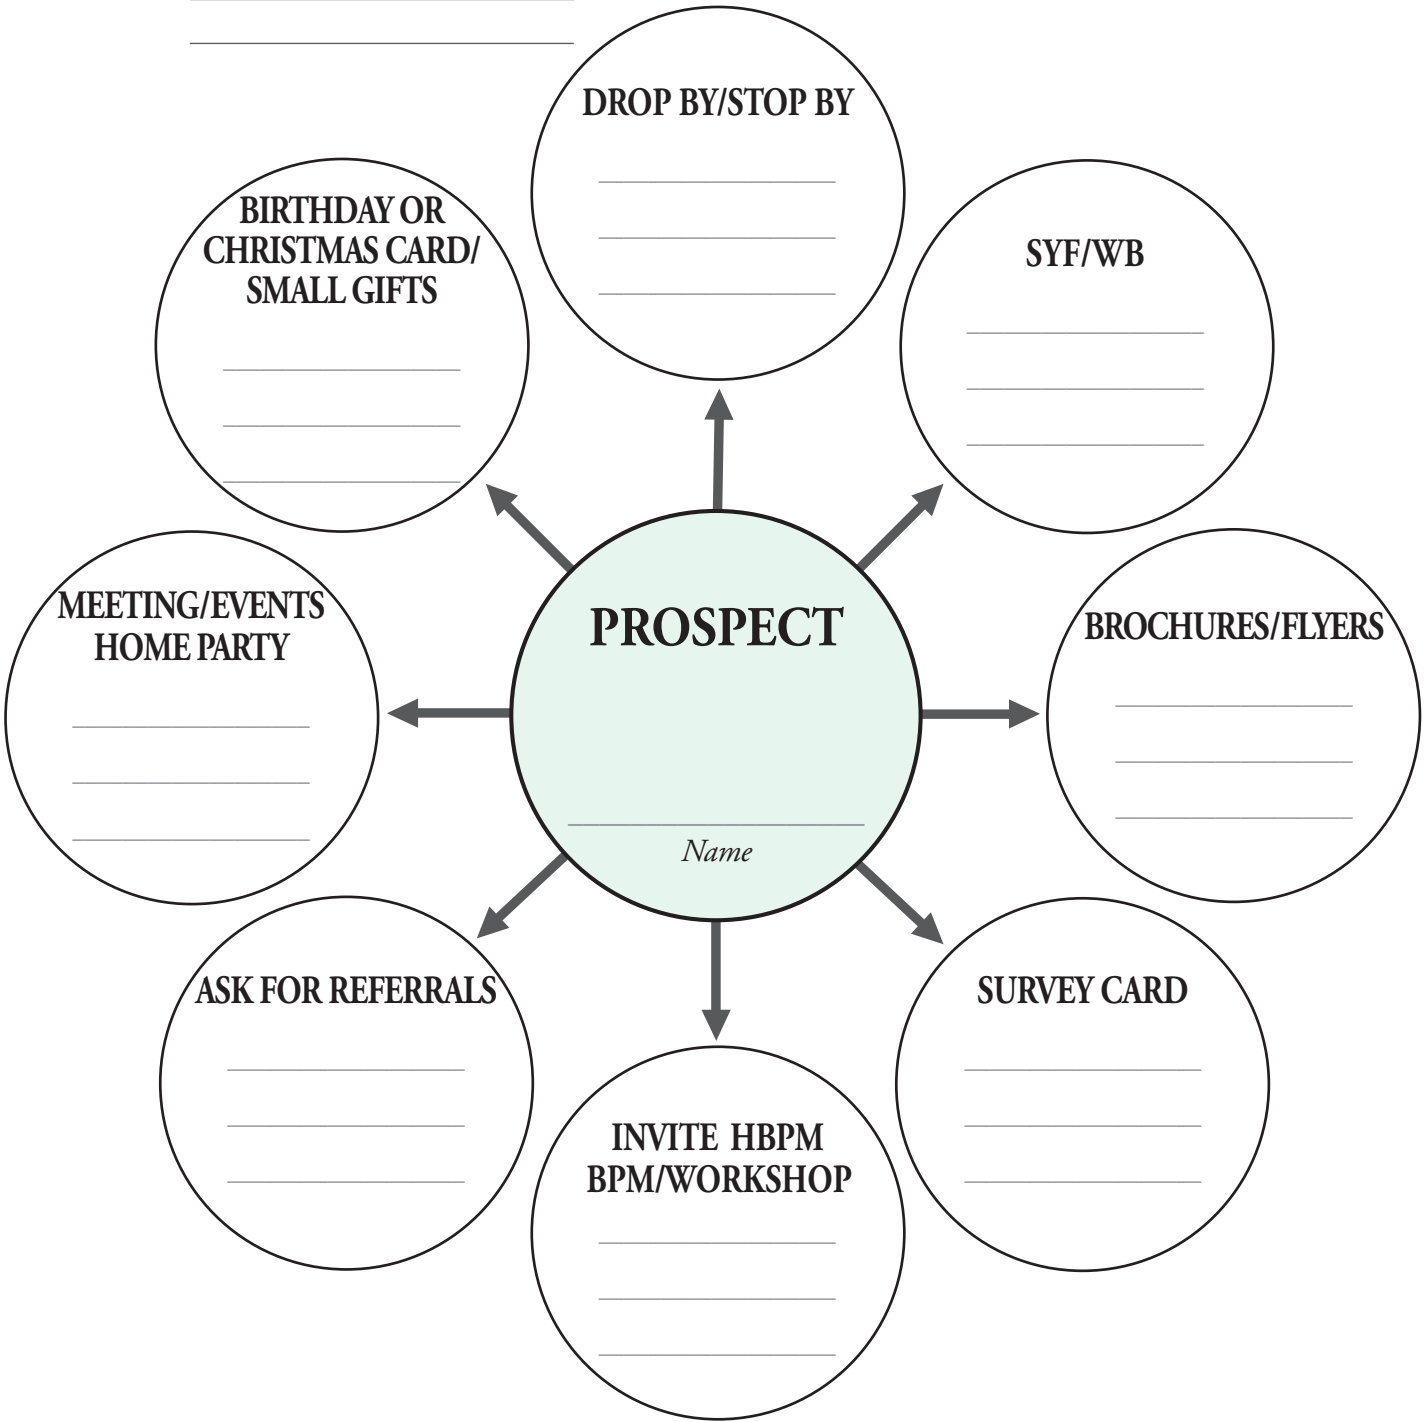 DROP BY/STOP BY
BIRTHDAY OR
CHRISTMAS CARD/
SMALL GIFTS
SYF/WB
MEETING/EVENTS
HOME PARTY
PROSPECT
Name
BROCHURES/FLYERS
ASK FOR REFERRALS
SURVEY CARD
INVITE HBPM
BPM/WORKSHOP